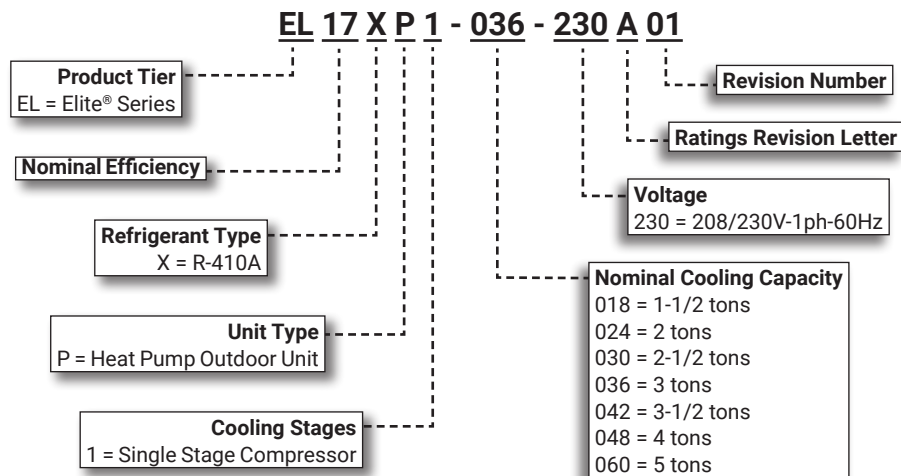 EL 17 X P 1 - 036 - 230 A 01
Product Tier
EL = Elite® Series
Nominal Efficiency
Refrigerant Type
X = R-410A
Unit Type
P = Heat Pump Outdoor Unit
Cooling Stages
1 = Single Stage Compressor
Revision Number
Ratings Revision Letter
Voltage
230 = 208/230V-1ph-60Hz
Nominal Cooling Capacity
018 = 1-1/2 tons
024 = 2 tons
030 = 2-1/2 tons
036 = 3 tons
042 = 3-1/2 tons
048 = 4 tons
060 = 5 tons